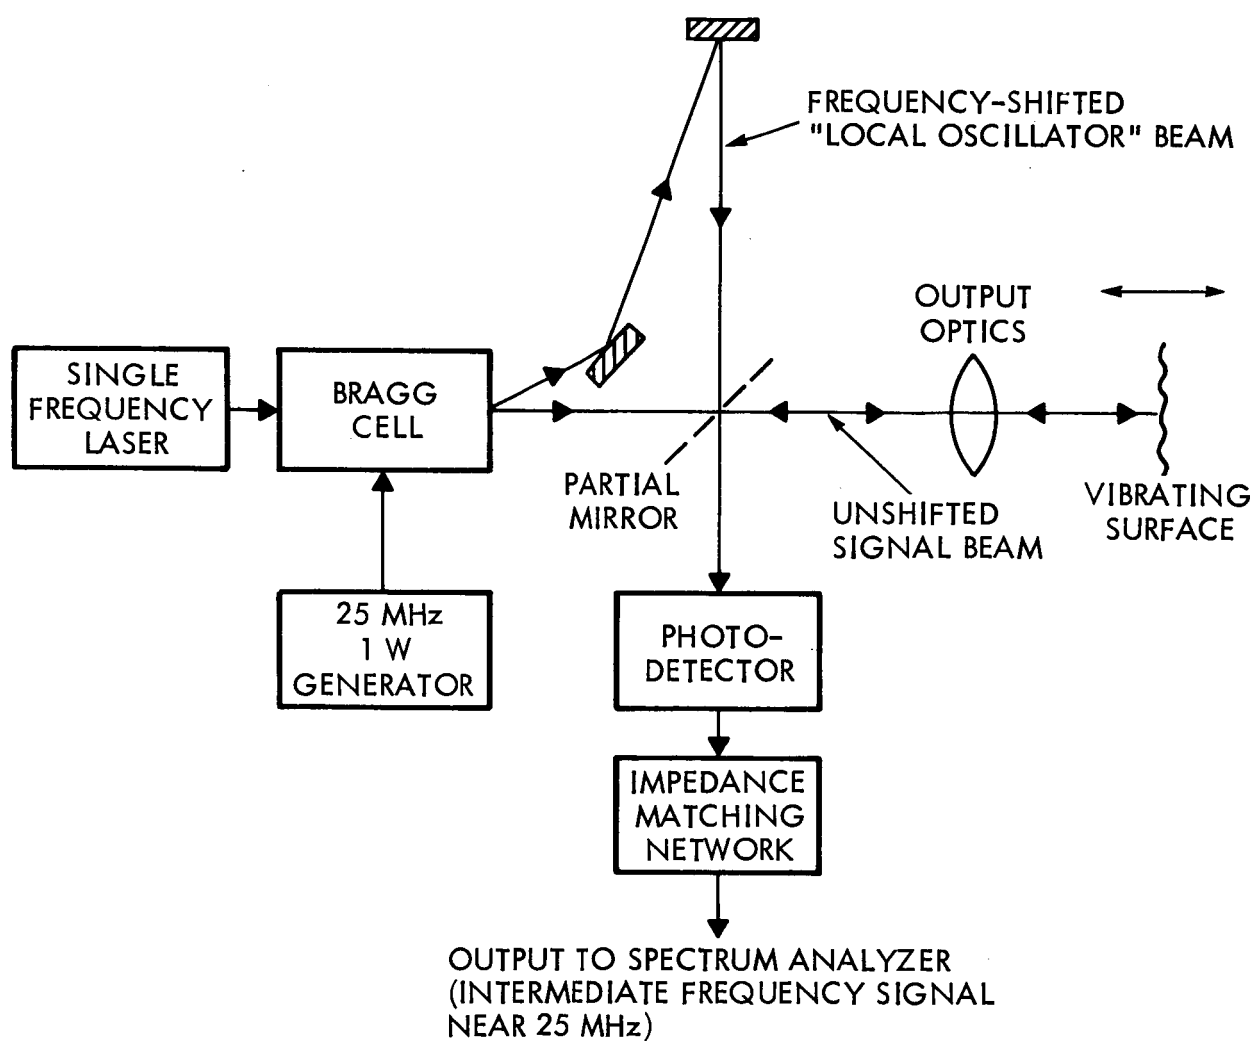 FREQUENCY-SHIFTED
"LOCAL OSCILLATOR" BEAM
OUTPUT
OPTICS
SINGLE
FREQUENCY
LASER
BRAGG
CELL
PARTIAL
MIRROR
UNSHIFTED
SIGNAL BEAM
VIBRATING
SURFACE
25 MHz
1 W
GENERATOR
PHOTO-
DETECTOR
IMPEDANCE
MATCHING
NETWORK
OUTPUT TO SPECTRUM ANALYZER
(INTERMEDIATE FREQUENCY SIGNAL
NEAR 25 MHz)